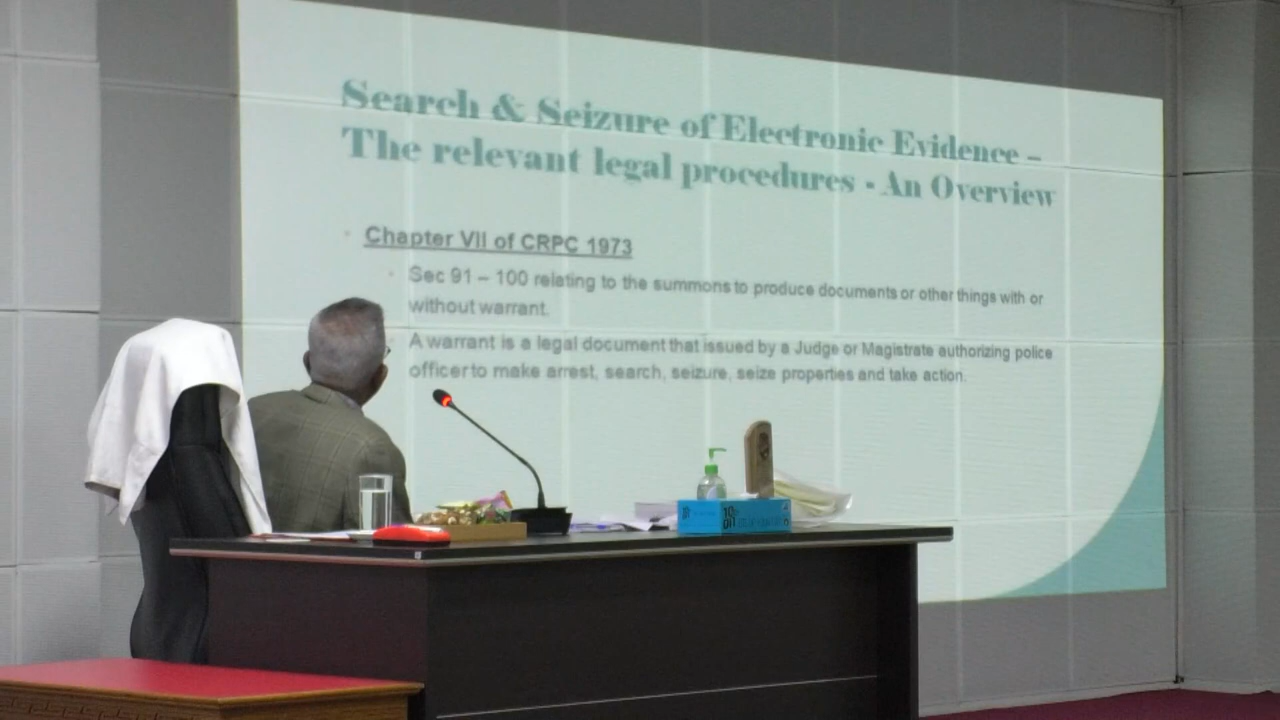 Search & Seizure of Electronic Evidence –
The relevant legal procedures - An Overview
Chapter VII of CRPC 1973
Sec 91 – 100 relating to the summons to produce documents or other things with or
without warrant.
A warrant is a legal document that issued by a Judge or Magistrate authorizing police
officer to make arrest, search, seizure, seize properties and take action.